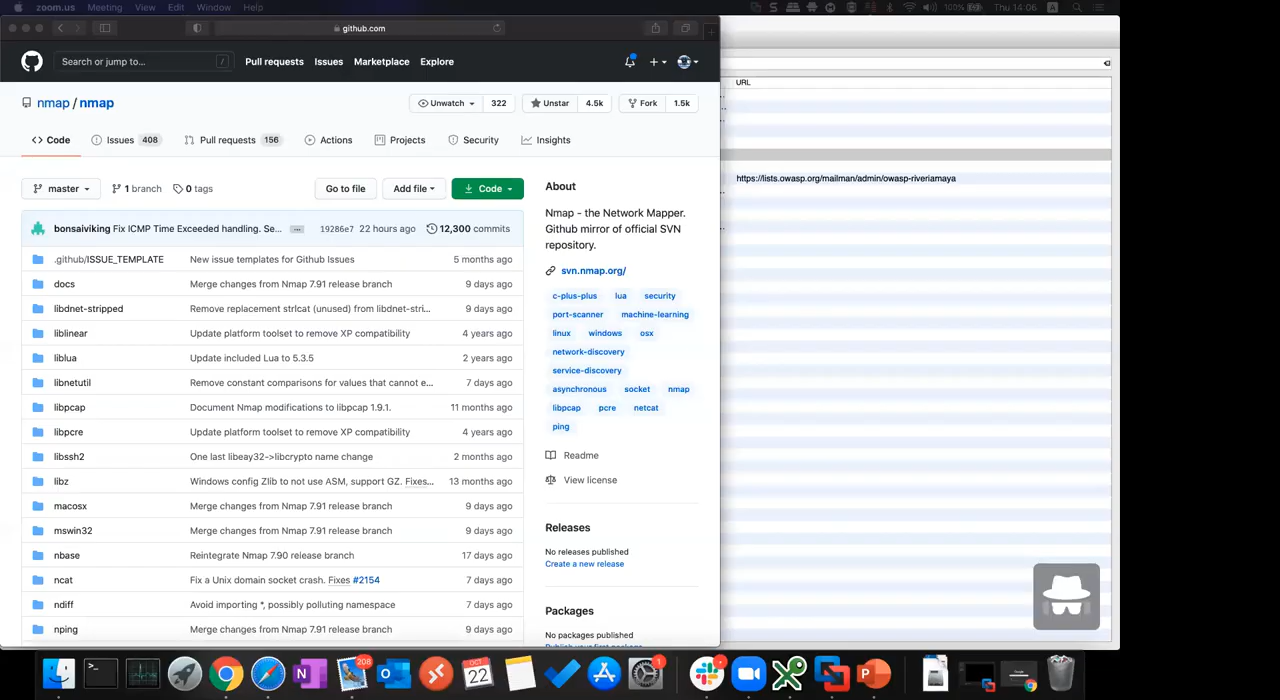 zoom.us Meeting View Edit Window Help 100% Thu 14:06
github.com
Search or jump to... / Pull requests Issues Marketplace Explore
URL
nmap / nmap
Unwatch 322 Unstar 4.5k Fork 1.5k
Code Issues 408 Pull requests 156 Actions Projects Security Insights
https://lists.owasp.org/mailman/admin/owasp-riveriamaya
master 1 branch 0 tags Go to file Add file Code
bonsaiviking Fix ICMP Time Exceeded handling. Se... 19286e7 22 hours ago 12,300 commits
.github/ISSUE_TEMPLATE New issue templates for Github Issues 5 months ago
docs Merge changes from Nmap 7.91 release branch 9 days ago
libdnet-stripped Remove replacement strlcat (unused) from libdnet-stri... 9 days ago
liblinear Update platform toolset to remove XP compatibility 4 years ago
liblua Update included Lua to 5.3.5 2 years ago
libnetutil Remove constant comparisons for values that cannot e... 7 days ago
libpcap Document Nmap modifications to libpcap 1.9.1. 11 months ago
libpcre Update platform toolset to remove XP compatibility 4 years ago
libssh2 One last libeay32->libcrypto name change 2 months ago
libz Windows config Zlib to not use ASM, support GZ. Fixes... 13 months ago
macosx Merge changes from Nmap 7.91 release branch 9 days ago
mswin32 Merge changes from Nmap 7.91 release branch 9 days ago
nbase Reintegrate Nmap 7.90 release branch 17 days ago
ncat Fix a Unix domain socket crash. Fixes #2154 7 days ago
ndiff Avoid importing *, possibly polluting namespace 7 days ago
nping Merge changes from Nmap 7.91 release branch 9 days ago
About
Nmap - the Network Mapper.
Github mirror of official SVN
repository.
svn.nmap.org/
c-plus-plus lua security
port-scanner machine-learning
linux windows osx
network-discovery
service-discovery
asynchronous socket nmap
libpcap pcre netcat
ping
Readme
View license
Releases
No releases published
Create a new release
Packages
No packages published
Publish your first package
208 OCT 22 1